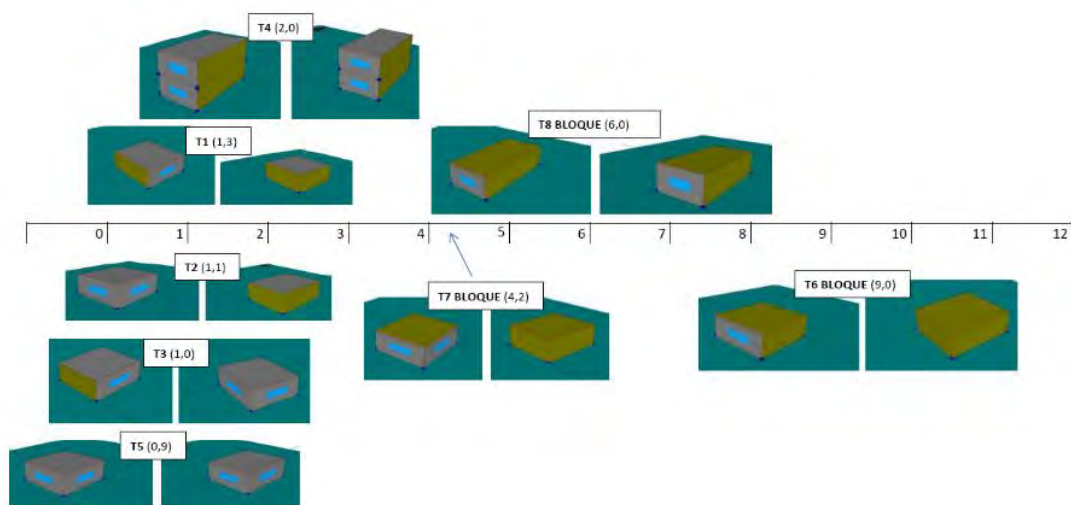 T4 (2,0)
T1 (1,3)
T8 BLOQUE (6,0)
0 1 2 3 4 5 6 7 8 9 10 11 12
T2 (1,1)
T7 BLOQUE (4,2)
T6 BLOQUE (9,0)
T3 (1,0)
T5 (0,9)